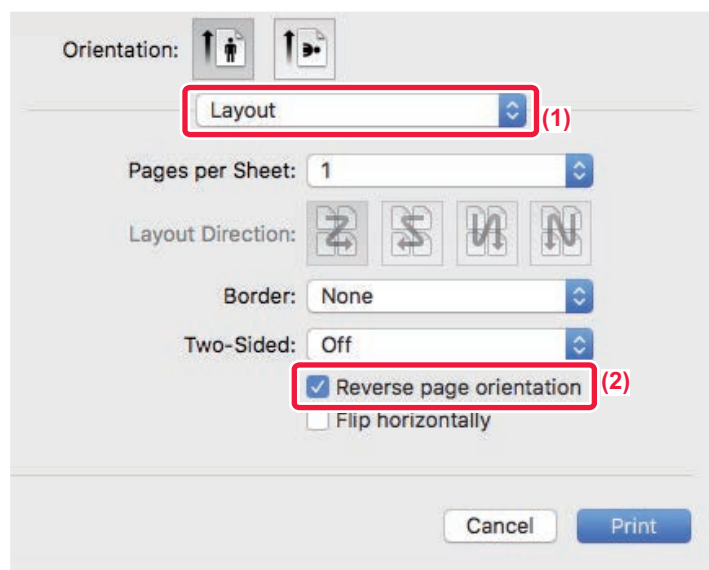 Orientation:
Layout
(1)
Pages per Sheet: 1
Layout Direction:
Border: None
Two-Sided: Off
Reverse page orientation
(2)
Flip horizontally
Cancel Print